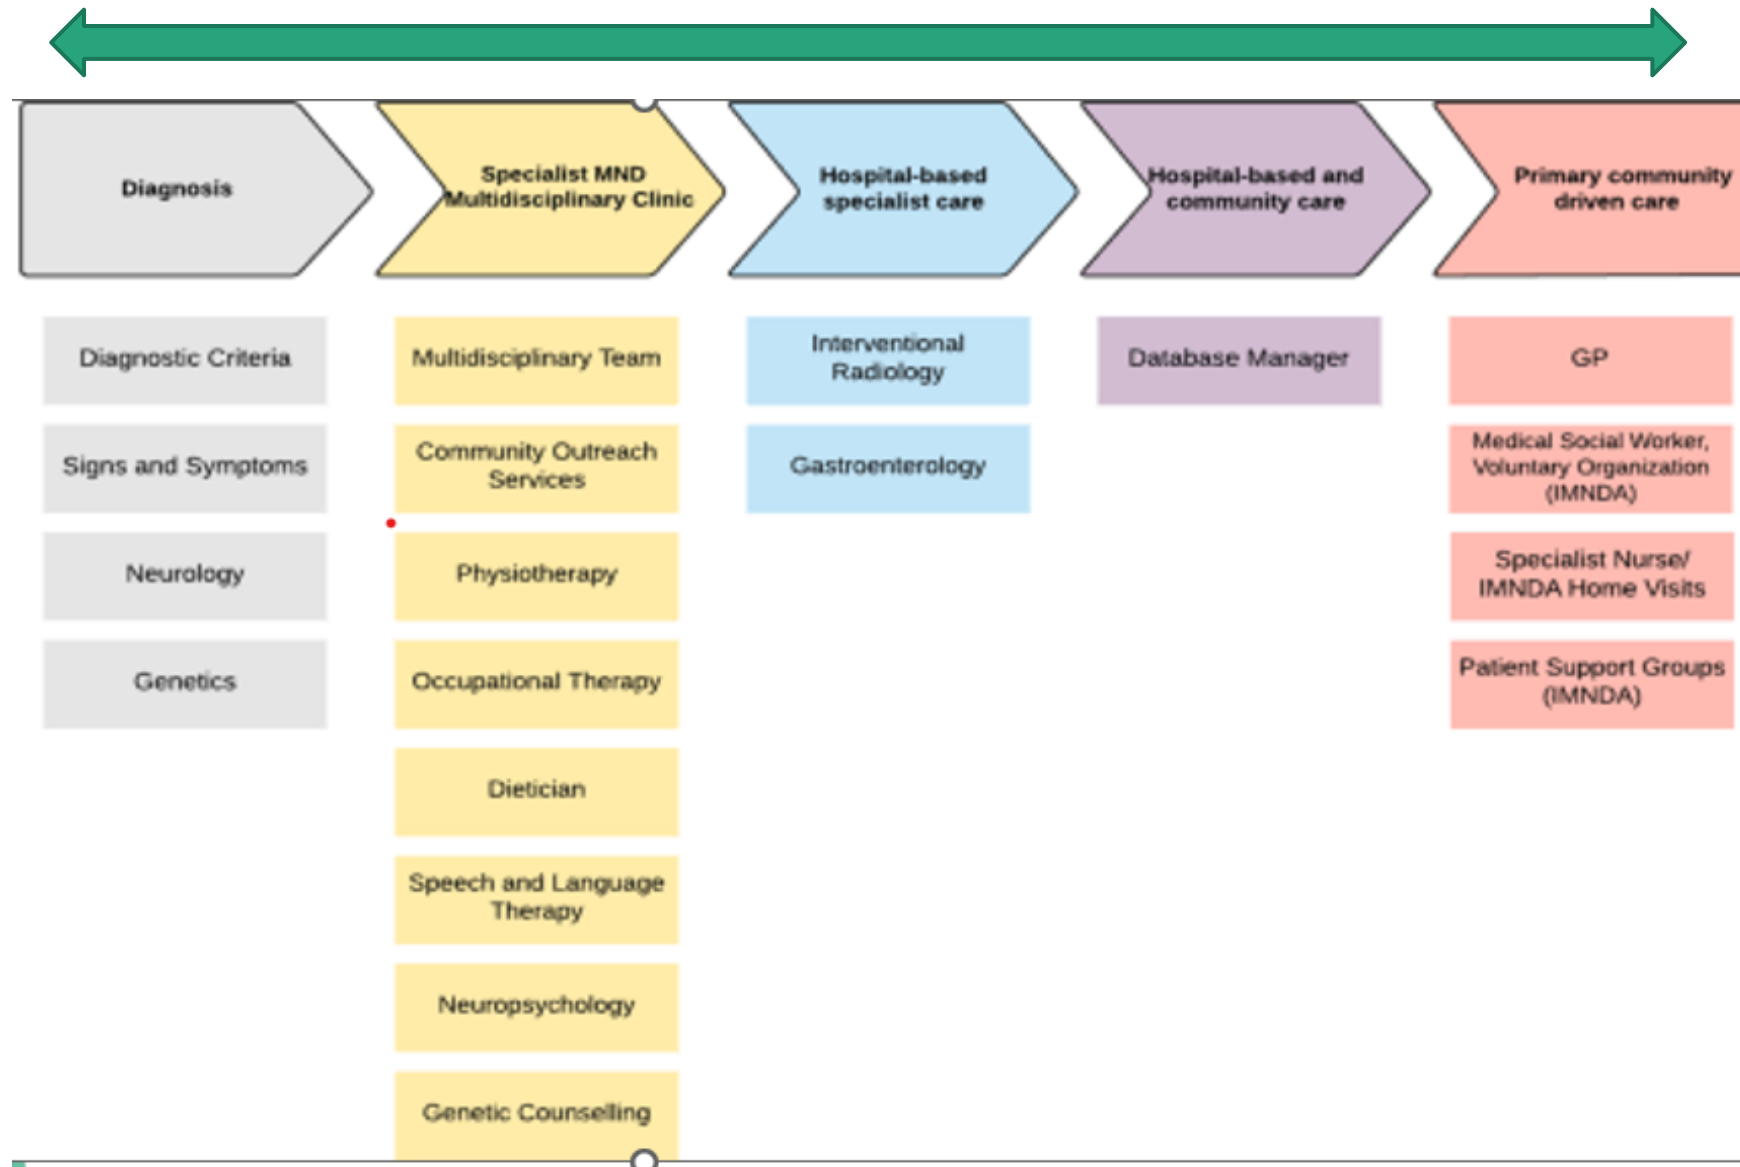 Diagnosis
Specialist MND
Multidisciplinary Clinic
Hospital-based
specialist care
Hospital-based and
community care
Primary community
driven care
Diagnostic Criteria
Signs and Symptoms
Neurology
Genetics
Multidisciplinary Team
Community Outreach
Services
Physiotherapy
Occupational Therapy
Dietician
Speech and Language
Therapy
Neuropsychology
Genetic Counselling
Interventional
Radiology
Gastroenterology
Database Manager
GP
Medical Social Worker,
Voluntary Organization
(IMNDA)
Specialist Nurse/
IMNDA Home Visits
Patient Support Groups
(IMNDA)